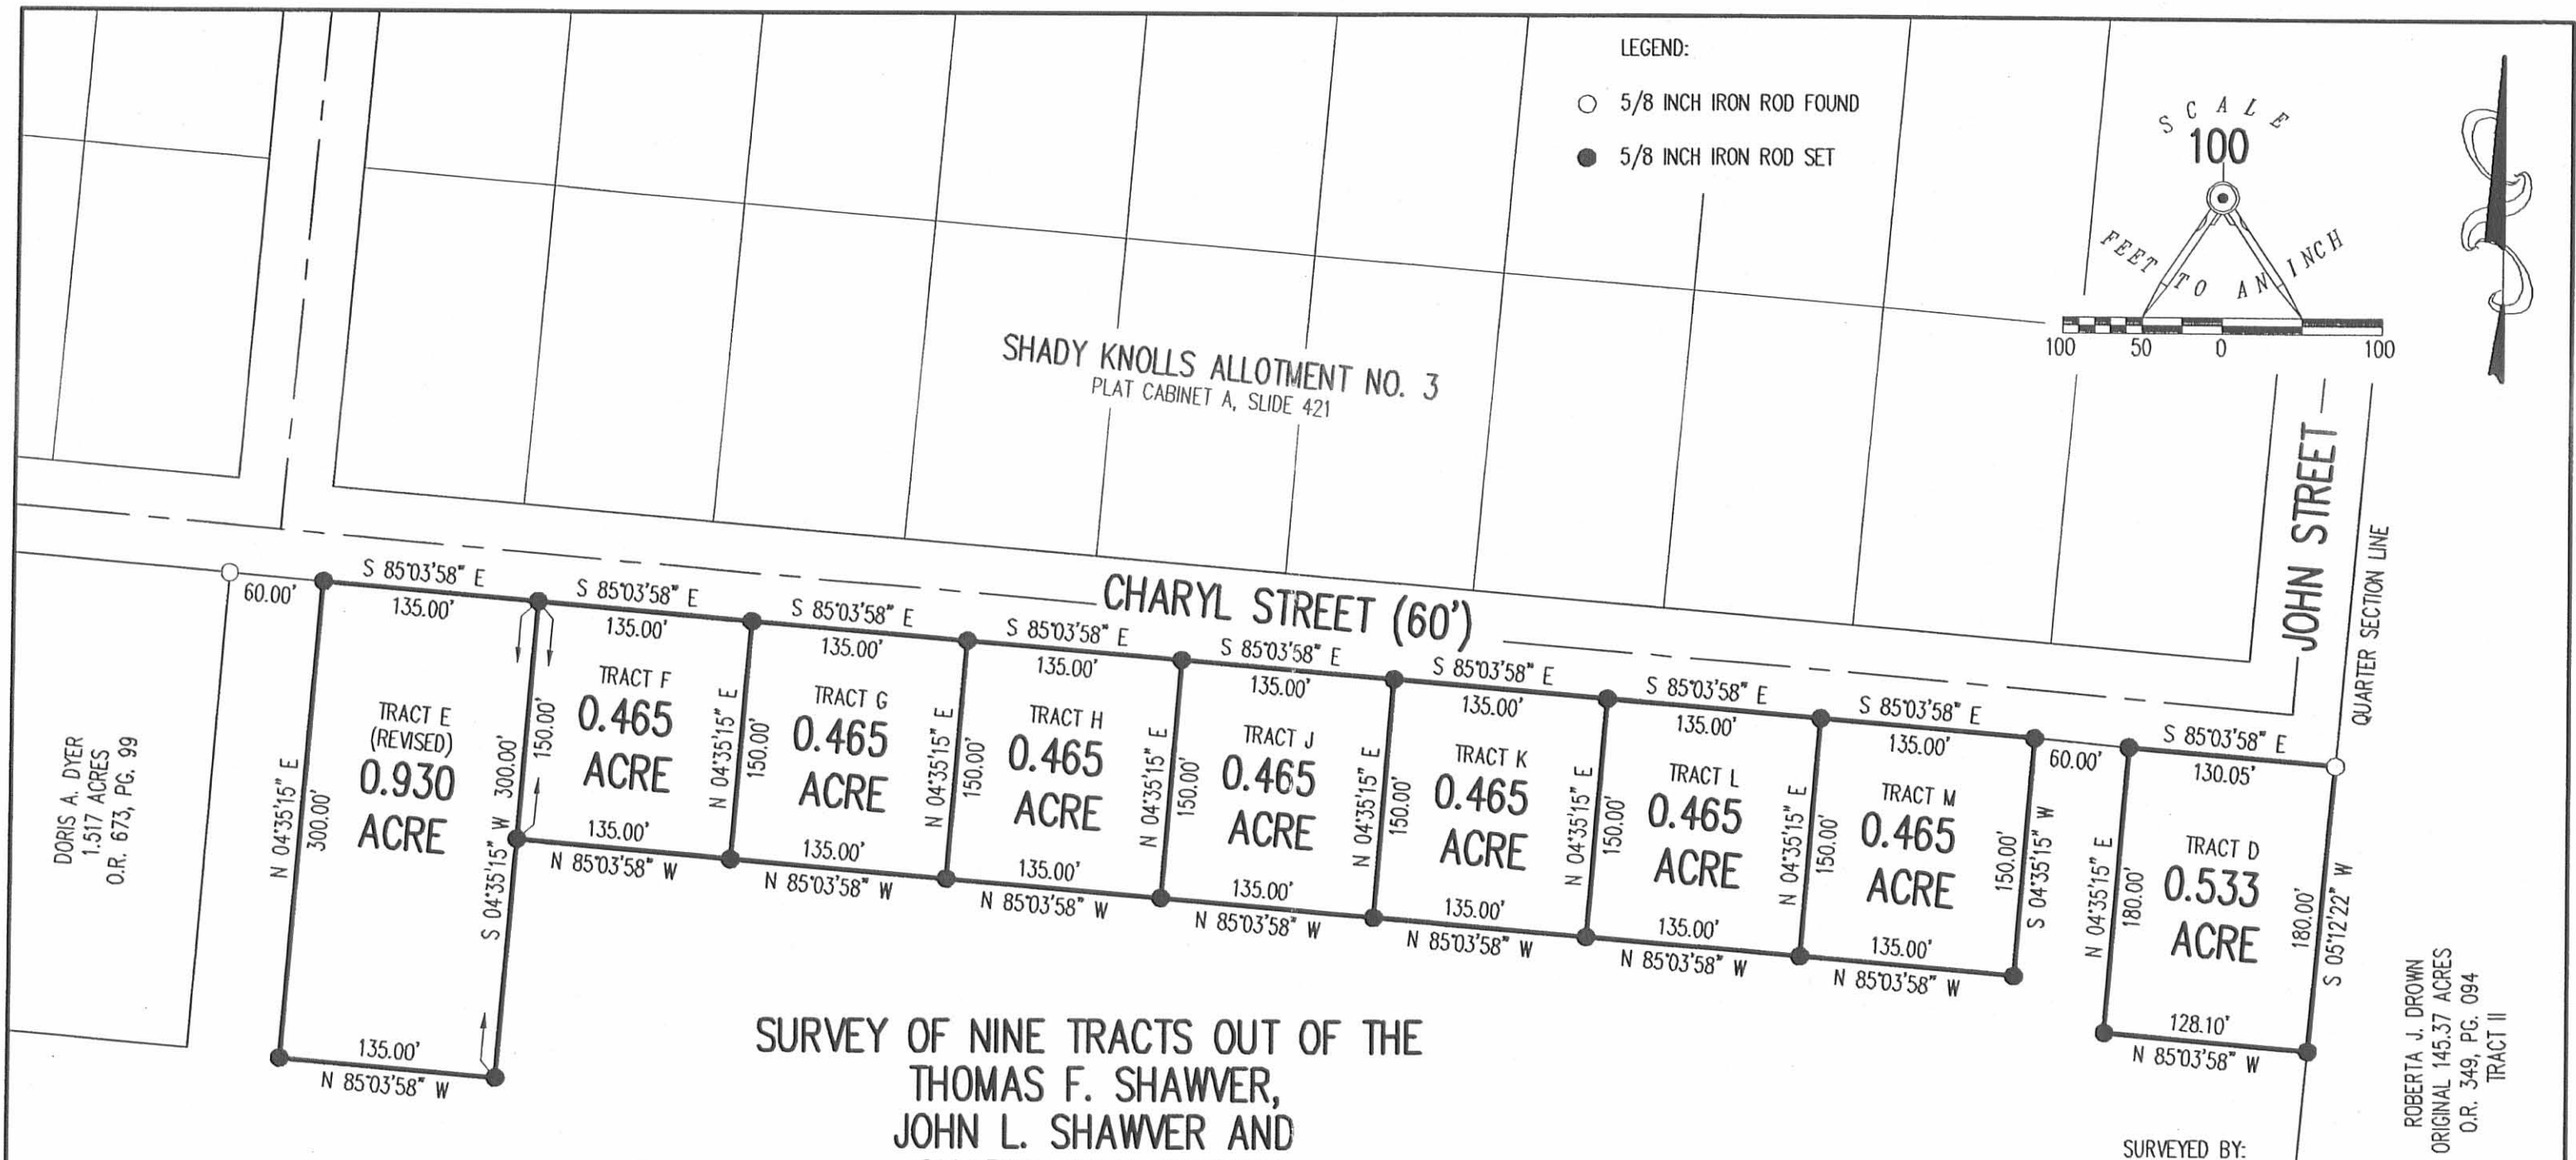 LEGEND:
5/8 INCH IRON ROD FOUND
5/8 INCH IRON ROD SET
SCALE
100
FEET TO AN INCH
100 50 0 100
SHADY KNOLLS ALLOTMENT NO. 3
PLAT CABINET A, SLIDE 421
JOHN STREET
QUARTER SECTION LINE
CHARYL STREET (60')
60.00'
S 85°03'58" E
135.00'
S 85°03'58" E
135.00'
S 85°03'58" E
135.00'
S 85°03'58" E
135.00'
S 85°03'58" E
135.00'
S 85°03'58" E
135.00'
S 85°03'58" E
135.00'
S 85°03'58" E
135.00'
60.00'
S 85°03'58" E
130.05'
DORIS A. DYER
1.517 ACRES
O.R. 673, PG. 99
N 04°35'15" E
300.00'
TRACT E
(REVISED)
0.930
ACRE
S 04°35'15" W 300.00'
135.00'
N 85°03'58" W
150.00'
TRACT F
0.465
ACRE
135.00'
N 85°03'58" W
N 04°35'15" E
150.00'
TRACT G
0.465
ACRE
135.00'
N 85°03'58" W
N 04°35'15" E
150.00'
TRACT H
0.465
ACRE
135.00'
N 85°03'58" W
N 04°35'15" E
150.00'
TRACT J
0.465
ACRE
135.00'
N 85°03'58" W
N 04°35'15" E
150.00'
TRACT K
0.465
ACRE
135.00'
N 85°03'58" W
N 04°35'15" E
150.00'
TRACT L
0.465
ACRE
135.00'
N 85°03'58" W
N 04°35'15" E
150.00'
TRACT M
0.465
ACRE
135.00'
N 85°03'58" W
150.00'
S 04°35'15" W
N 04°35'15" E
180.00'
TRACT D
0.533
ACRE
128.10'
N 85°03'58" W
180.00'
S 05°12'22" W
ROBERTA J. DROWN
ORIGINAL 145.37 ACRES
O.R. 349, PG. 094
TRACT II
SURVEY OF NINE TRACTS OUT OF THE
THOMAS F. SHAWVER,
JOHN L. SHAWVER AND
SURVEYED BY: